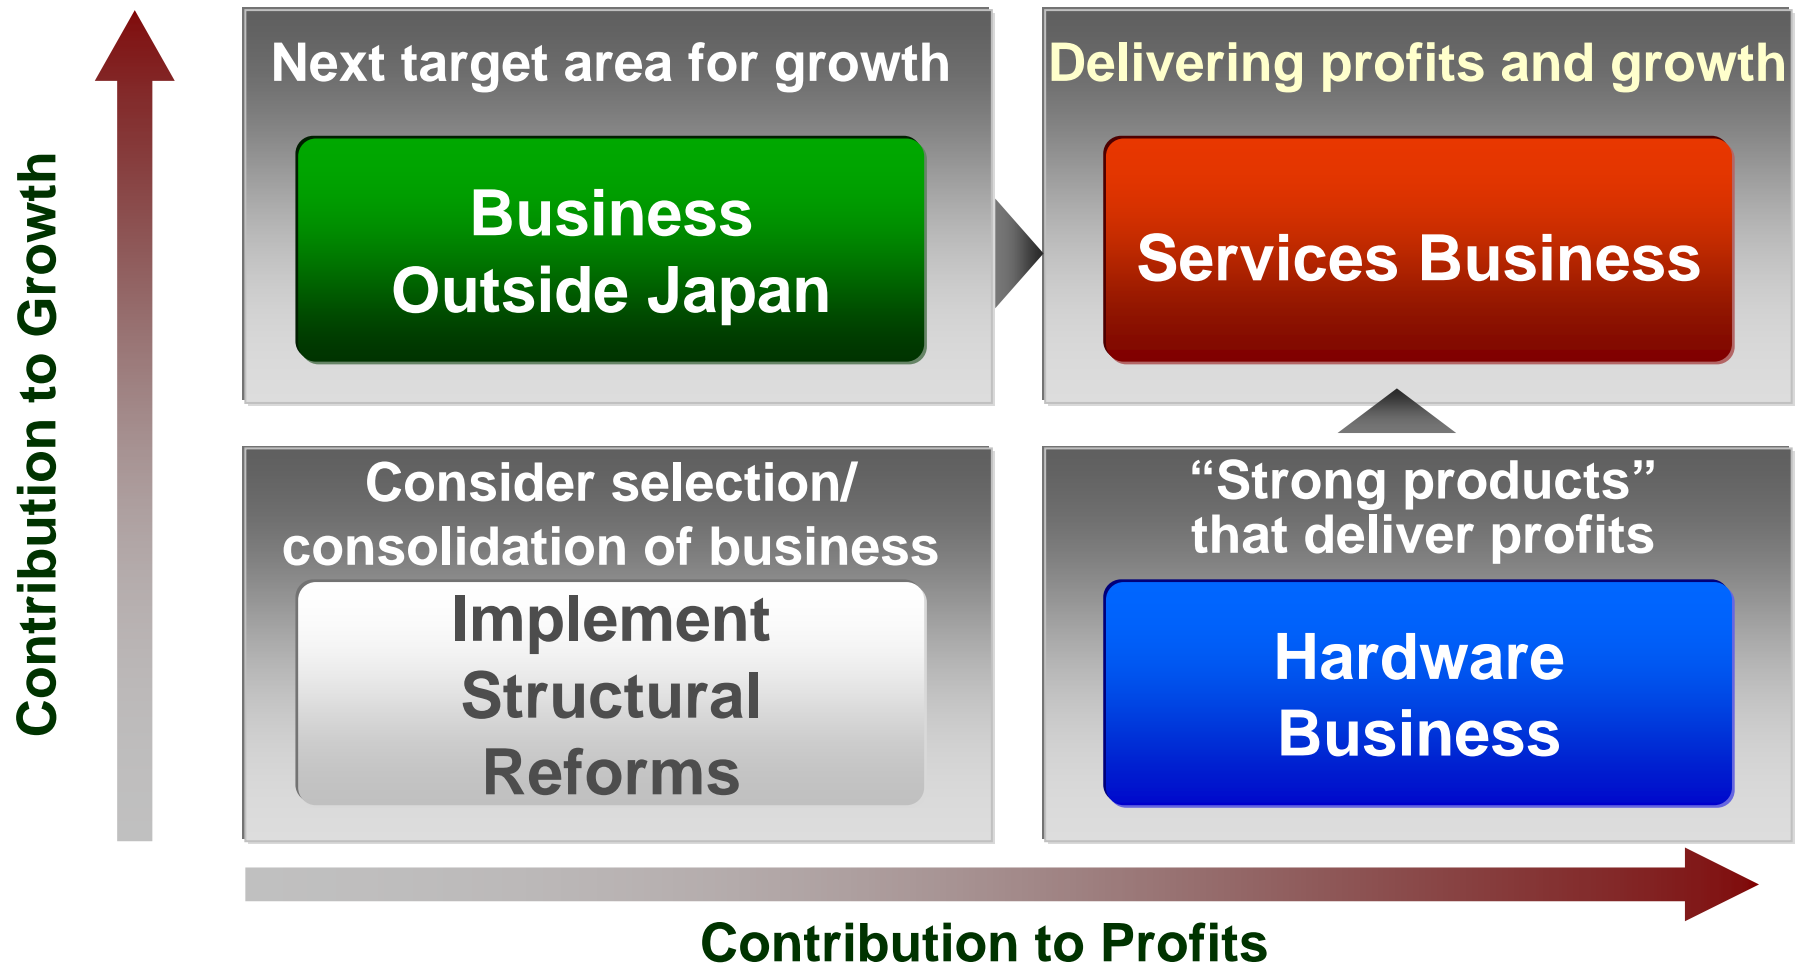 Contribution to Growth
Next target area for growth
Business
Outside Japan
Delivering profits and growth
Services Business
Consider selection/
consolidation of business
Implement
Structural
Reforms
“Strong products”
that deliver profits
Hardware
Business
Contribution to Profits